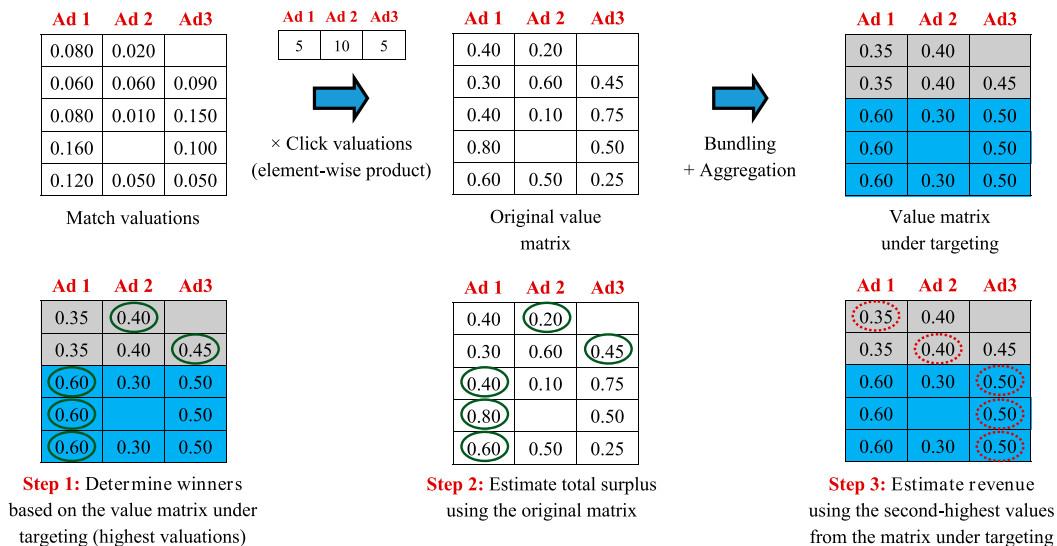 Ad 1 Ad 2 Ad3
0.080 0.020
0.060 0.060 0.090
0.080 0.010 0.150
0.160 0.100
0.120 0.050 0.050
Match valuations
Ad 1 Ad 2 Ad3
5 10 5
× Click valuations
(element-wise product)
Ad 1 Ad 2 Ad3
0.40 0.20
0.30 0.60 0.45
0.40 0.10 0.75
0.80 0.50
0.60 0.50 0.25
Original value
matrix
Bundling
+ Aggregation
Ad 1 Ad 2 Ad3
0.35 0.40
0.35 0.40 0.45
0.60 0.30 0.50
0.60 0.50
0.60 0.30 0.50
Value matrix
under targeting
Ad 1 Ad 2 Ad3
0.35 0.40
0.35 0.40 0.45
0.60 0.30 0.50
0.60 0.50
0.60 0.30 0.50
Step 1: Determine winners
based on the value matrix under
targeting (highest valuations)
Ad 1 Ad 2 Ad3
0.40 0.20
0.30 0.60 0.45
0.40 0.10 0.75
0.80 0.50
0.60 0.50 0.25
Step 2: Estimate total surplus
using the original matrix
Ad 1 Ad 2 Ad3
0.35 0.40
0.35 0.40 0.45
0.60 0.30 0.50
0.60 0.50
0.60 0.30 0.50
Step 3: Estimate revenue
using the second-highest values
from the matrix under targeting